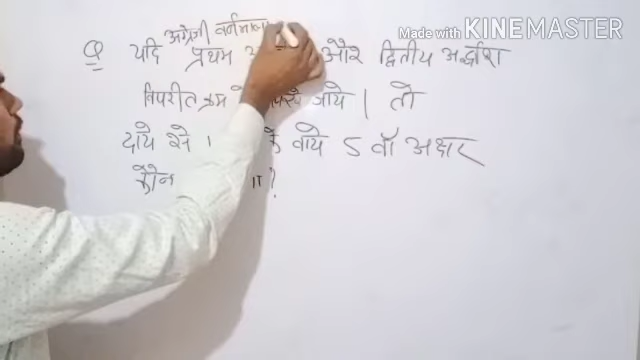 Made with KINEMASTER
अंग्रेजी वर्णमाला
Q यदि प्रथम और द्वितीय अर्द्धांश
विपरीत क्रम जाये। तो
दाये से के बाये 5 वाँ अक्षर
कौन ?